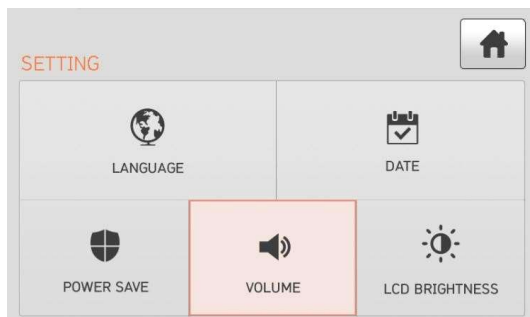 SETTING
LANGUAGE
DATE
POWER SAVE
VOLUME
LCD BRIGHTNESS